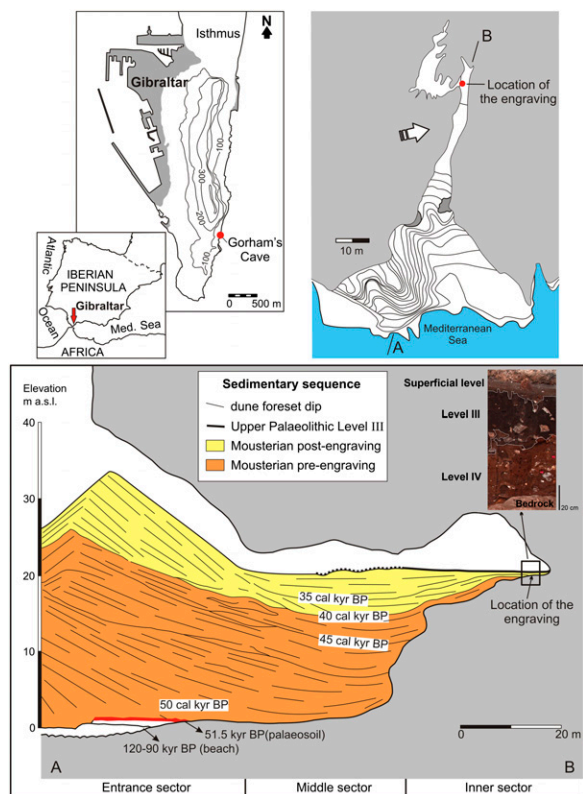 Isthmus
N
Gibraltar
100
300
200
100
Gorham's
Cave
500 m
Atlantic
Ocean
IBERIAN
PENINSULA
Gibraltar
Med. Sea
AFRICA
B
Location of
the engraving
10 m
Mediterranean
Sea
A
Elevation
m a.s.l.
40
30
20
10
0
Sedimentary sequence
dune foreset dip
Upper Palaeolithic Level III
Mousterian post-engraving
Mousterian pre-engraving
Superficial level
Level III
Level IV
Bedrock
20 cm
Location of the
engraving
35 cal kyr BP
40 cal kyr BP
45 cal kyr BP
50 cal kyr BP
51.5 kyr BP(palaeosoil)
120-90 kyr BP (beach)
0
20 m
A
B
Entrance sector
Middle sector
Inner sector